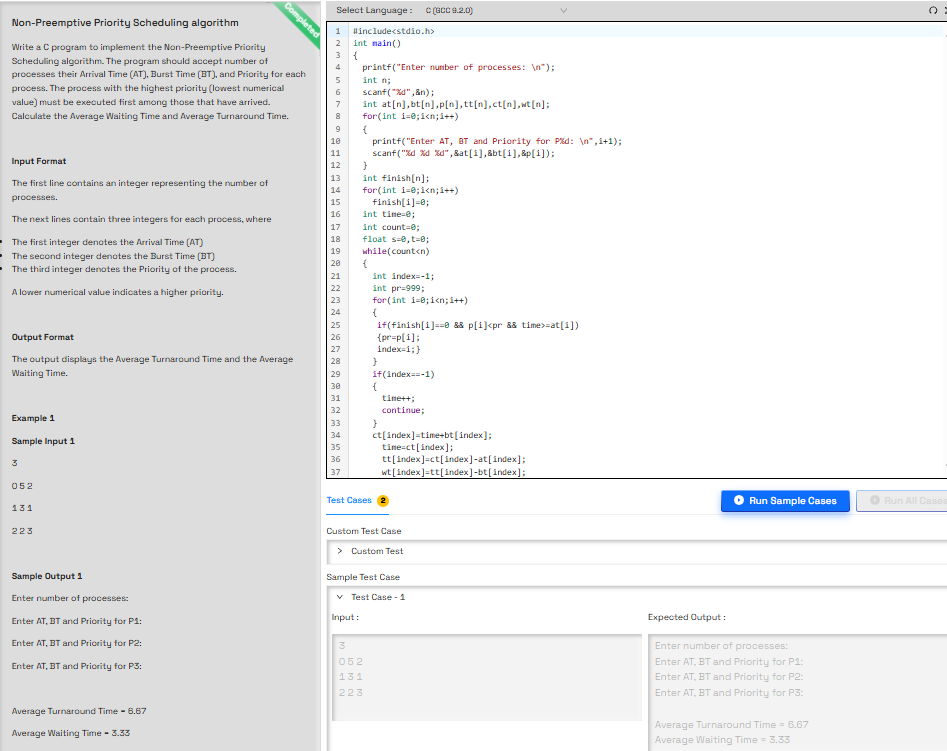 Non-Preemptive Priority Scheduling algorithm
Completed
Write a C program to implement the Non-Preemptive Priority
Scheduling algorithm. The program should accept number of
processes their Arrival Time (AT), Burst Time (BT), and Priority for each
process. The process with the highest priority (lowest numerical
value) must be executed first among those that have arrived.
Calculate the Average Waiting Time and Average Turnaround Time.
Input Format
The first line contains an integer representing the number of
processes.
The next lines contain three integers for each process, where
• The first integer denotes the Arrival Time (AT)
• The second integer denotes the Burst Time (BT)
• The third integer denotes the Priority of the process.
A lower numerical value indicates a higher priority.
Output Format
The output displays the Average Turnaround Time and the Average
Waiting Time.
Example 1
Sample Input 1
3
0 5 2
1 3 1
2 2 3
Sample Output 1
Enter number of processes:
Enter AT, BT and Priority for P1:
Enter AT, BT and Priority for P2:
Enter AT, BT and Priority for P3:
Average Turnaround Time = 6.67
Average Waiting Time = 3.33
Select Language : C (GCC 9.2.0)
1 #include<stdio.h>
2 int main()
3 {
4 printf("Enter number of processes: \n");
5 int n;
6 scanf("%d",&n);
7 int at[n],bt[n],p[n],tt[n],ct[n],wt[n];
8 for(int i=0;i<n;i++)
9 {
10 printf("Enter AT, BT and Priority for P%d: \n",i+1);
11 scanf("%d %d %d",&at[i],&bt[i],&p[i]);
12 }
13 int finish[n];
14 for(int i=0;i<n;i++)
15 finish[i]=0;
16 int time=0;
17 int count=0;
18 float s=0,t=0;
19 while(count<n)
20 {
21 int index=-1;
22 int pr=999;
23 for(int i=0;i<n;i++)
24 {
25 if(finish[i]==0 && p[i]<pr && time>=at[i])
26 {pr=p[i];
27 index=i;}
28 }
29 if(index==-1)
30 {
31 time++;
32 continue;
33 }
34 ct[index]=time+bt[index];
35 time=ct[index];
36 tt[index]=ct[index]-at[index];
37 wt[index]=tt[index]-bt[index];
Test Cases 2
Run Sample Cases
Run All Cases
Custom Test Case
Custom Test
Sample Test Case
Test Case - 1
Input :
3
0 5 2
1 3 1
2 2 3
Expected Output :
Enter number of processes:
Enter AT, BT and Priority for P1:
Enter AT, BT and Priority for P2:
Enter AT, BT and Priority for P3:
Average Turnaround Time = 6.67
Average Waiting Time = 3.33